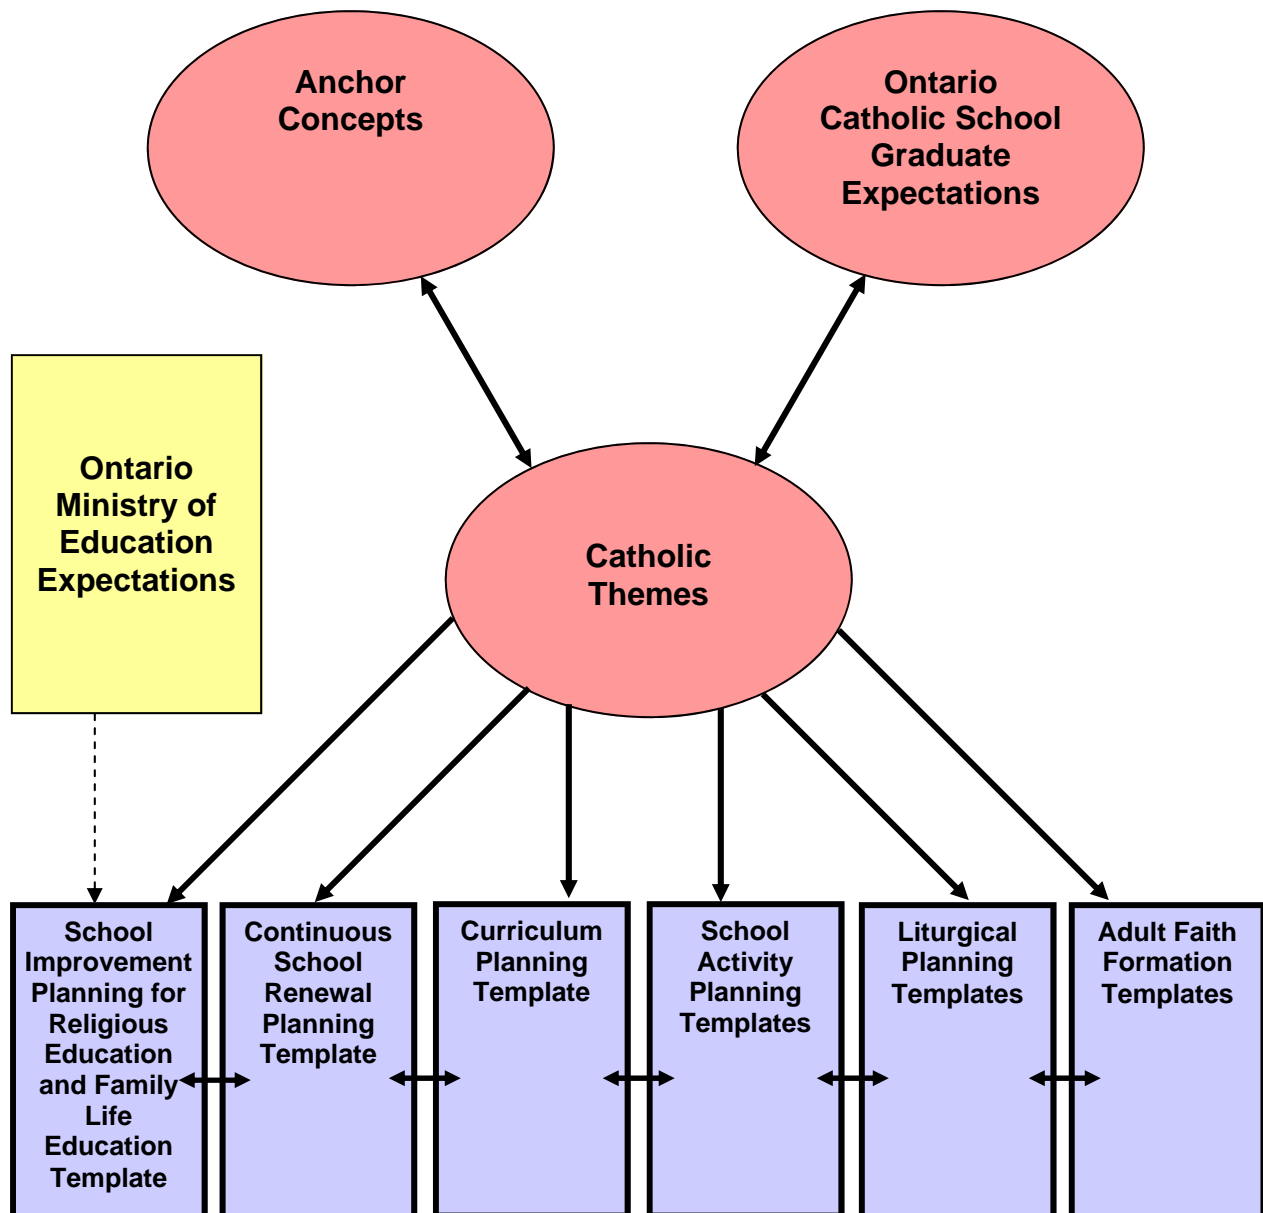 Anchor
Concepts
Ontario
Catholic School
Graduate
Expectations
Ontario
Ministry of
Education
Expectations
Catholic
Themes
School
Improvement
Planning for
Religious
Education
and Family
Life
Education
Template
Continuous
School
Renewal
Planning
Template
Curriculum
Planning
Template
School
Activity
Planning
Templates
Liturgical
Planning
Templates
Adult Faith
Formation
Templates